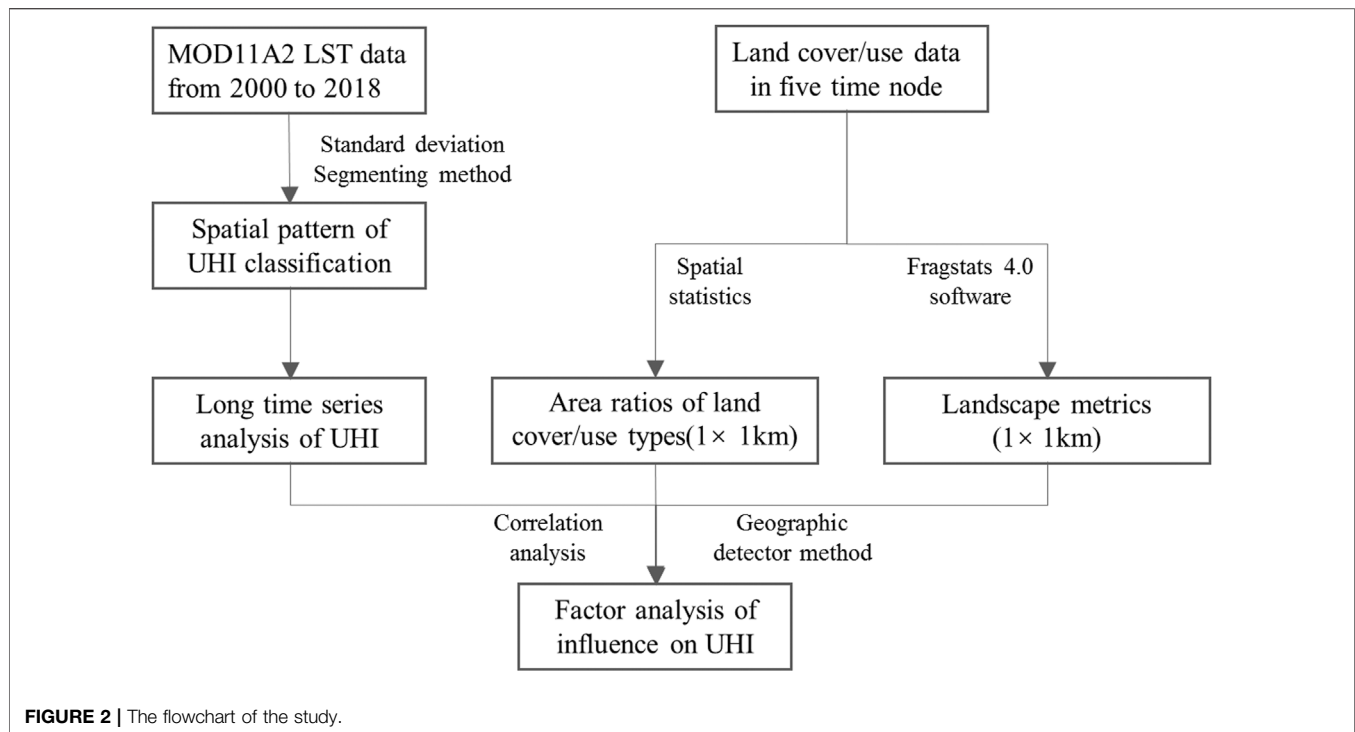 MOD11A2 LST data
from 2000 to 2018
Land cover/use data
in five time node
Standard deviation
Segmenting method
Spatial pattern of
UHI classification
Spatial
statistics
Fragstats 4.0
software
Long time series
analysis of UHI
Area ratios of land
cover/use types(1× 1km)
Landscape metrics
(1× 1km)
Correlation
analysis
Geographic
detector method
Factor analysis of
influence on UHI
FIGURE 2 | The flowchart of the study.